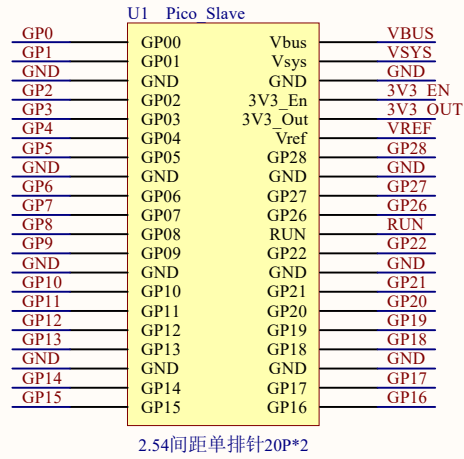 U1 Pico_Slave
GP0 GP00 Vbus VBUS
GP1 GP01 Vsys VSYS
GND GND GND GND
GP2 GP02 3V3_En 3V3_EN
GP3 GP03 3V3_Out 3V3_OUT
GP4 GP04 Vref VREF
GP5 GP05 GP28 GP28
GND GND GND GND
GP6 GP06 GP27 GP27
GP7 GP07 GP26 GP26
GP8 GP08 RUN RUN
GP9 GP09 GP22 GP22
GND GND GND GND
GP10 GP10 GP21 GP21
GP11 GP11 GP20 GP20
GP12 GP12 GP19 GP19
GP13 GP13 GP18 GP18
GND GND GND GND
GP14 GP14 GP17 GP17
GP15 GP15 GP16 GP16
2.54间距单排针20P*2